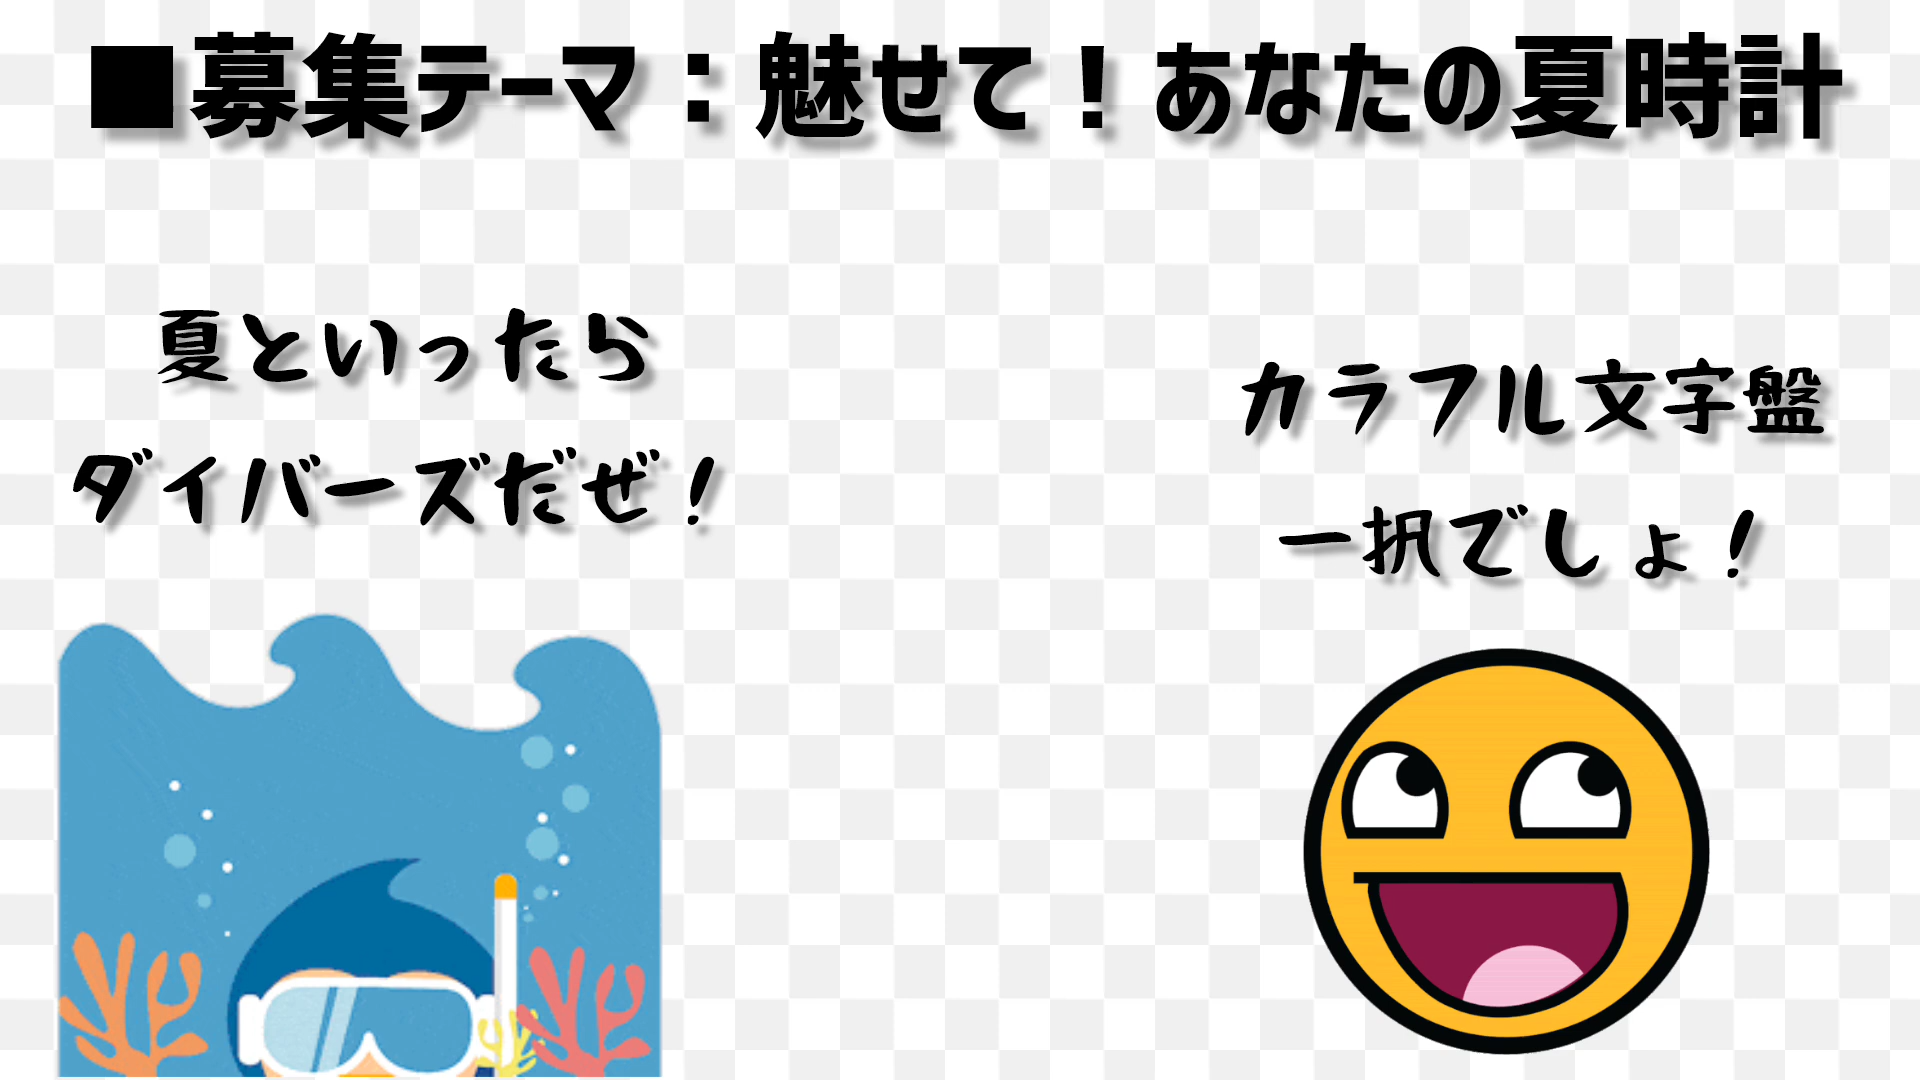 ■募集テーマ：魅せて！あなたの夏時計
夏といったら
ダイバーズだぜ！
カラフル文字盤
一択でしょ！